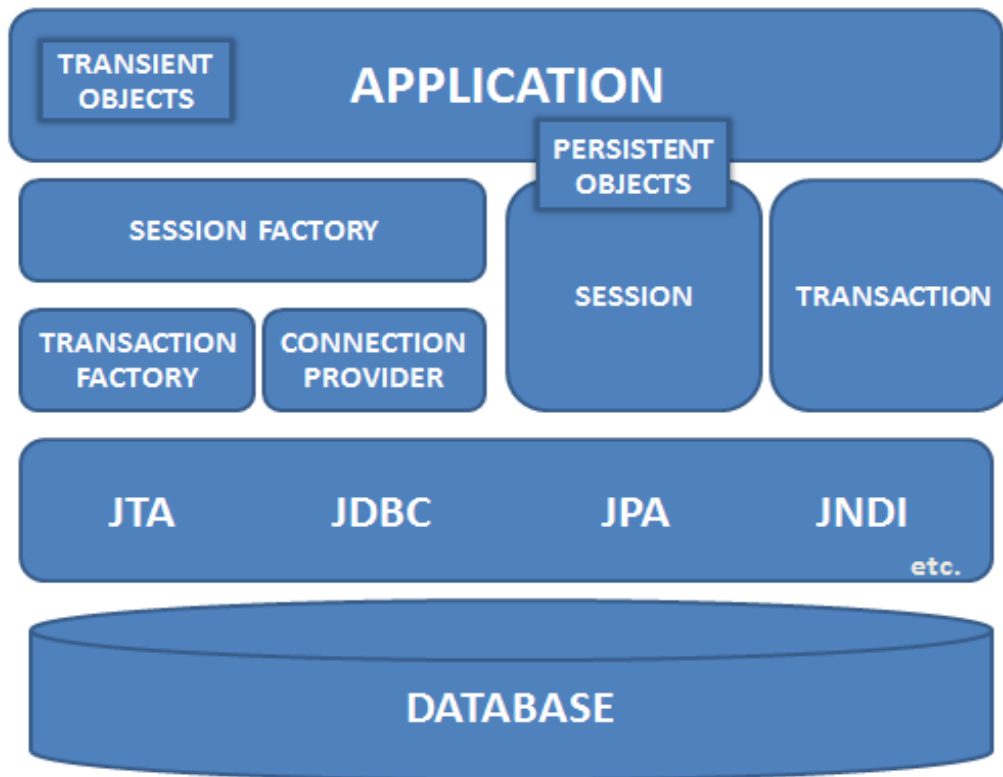 TRANSIENT
OBJECTS
APPLICATION
PERSISTENT
OBJECTS
SESSION FACTORY
SESSION
TRANSACTION
TRANSACTION
FACTORY
CONNECTION
PROVIDER
JTA
JDBC
JPA
JNDI
etc.
DATABASE